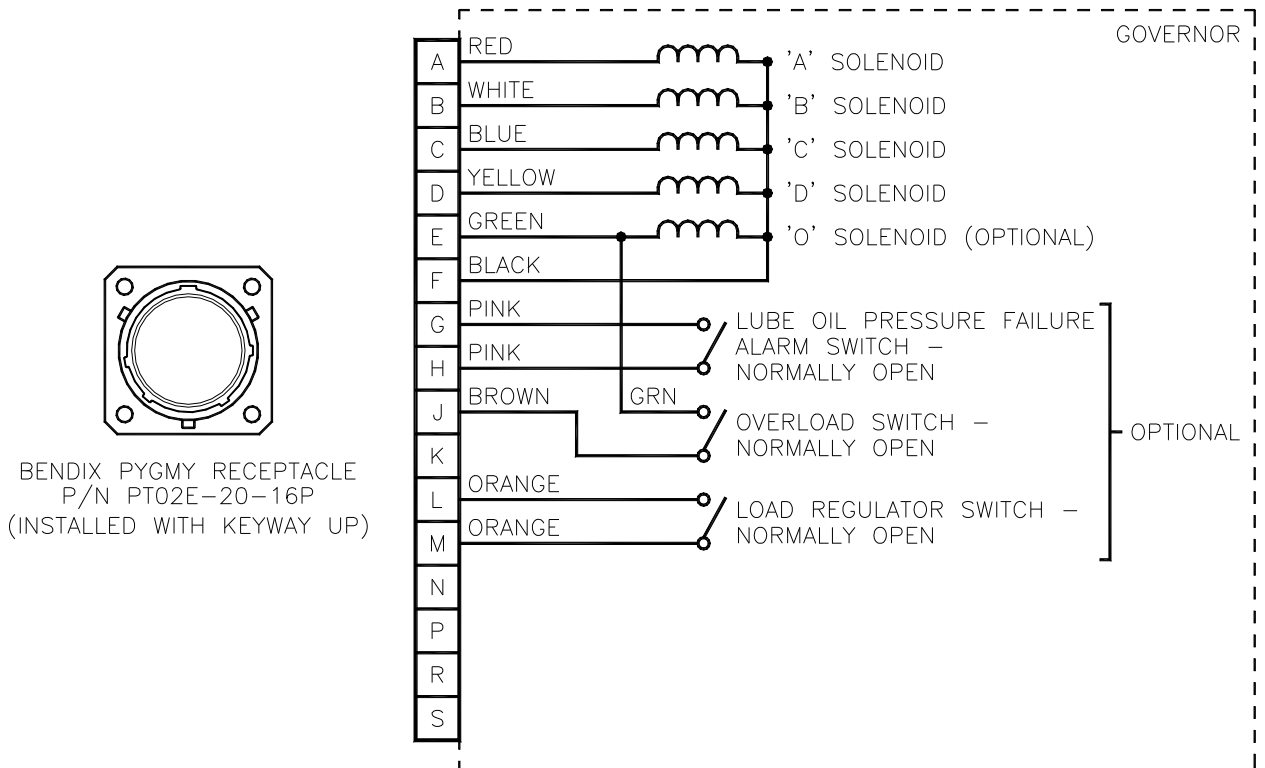 GOVERNOR
A RED 'A' SOLENOID
B WHITE 'B' SOLENOID
C BLUE 'C' SOLENOID
D YELLOW 'D' SOLENOID
E GREEN 'O' SOLENOID (OPTIONAL)
F BLACK
G PINK LUBE OIL PRESSURE FAILURE
ALARM SWITCH –
H PINK NORMALLY OPEN
J BROWN GRN OVERLOAD SWITCH –
K NORMALLY OPEN
OPTIONAL
L ORANGE LOAD REGULATOR SWITCH –
M ORANGE NORMALLY OPEN
N
P
R
S
BENDIX PYGMY RECEPTACLE
P/N PT02E–20–16P
(INSTALLED WITH KEYWAY UP)